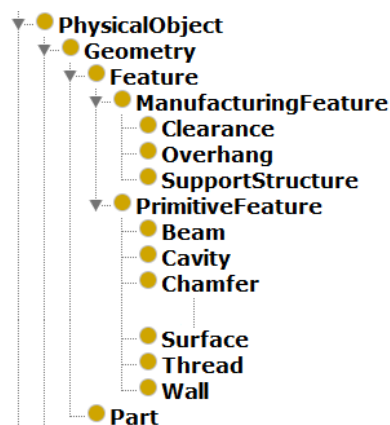 PhysicalObject
Geometry
Feature
ManufacturingFeature
Clearance
Overhang
SupportStructure
PrimitiveFeature
Beam
Cavity
Chamfer
Surface
Thread
Wall
Part